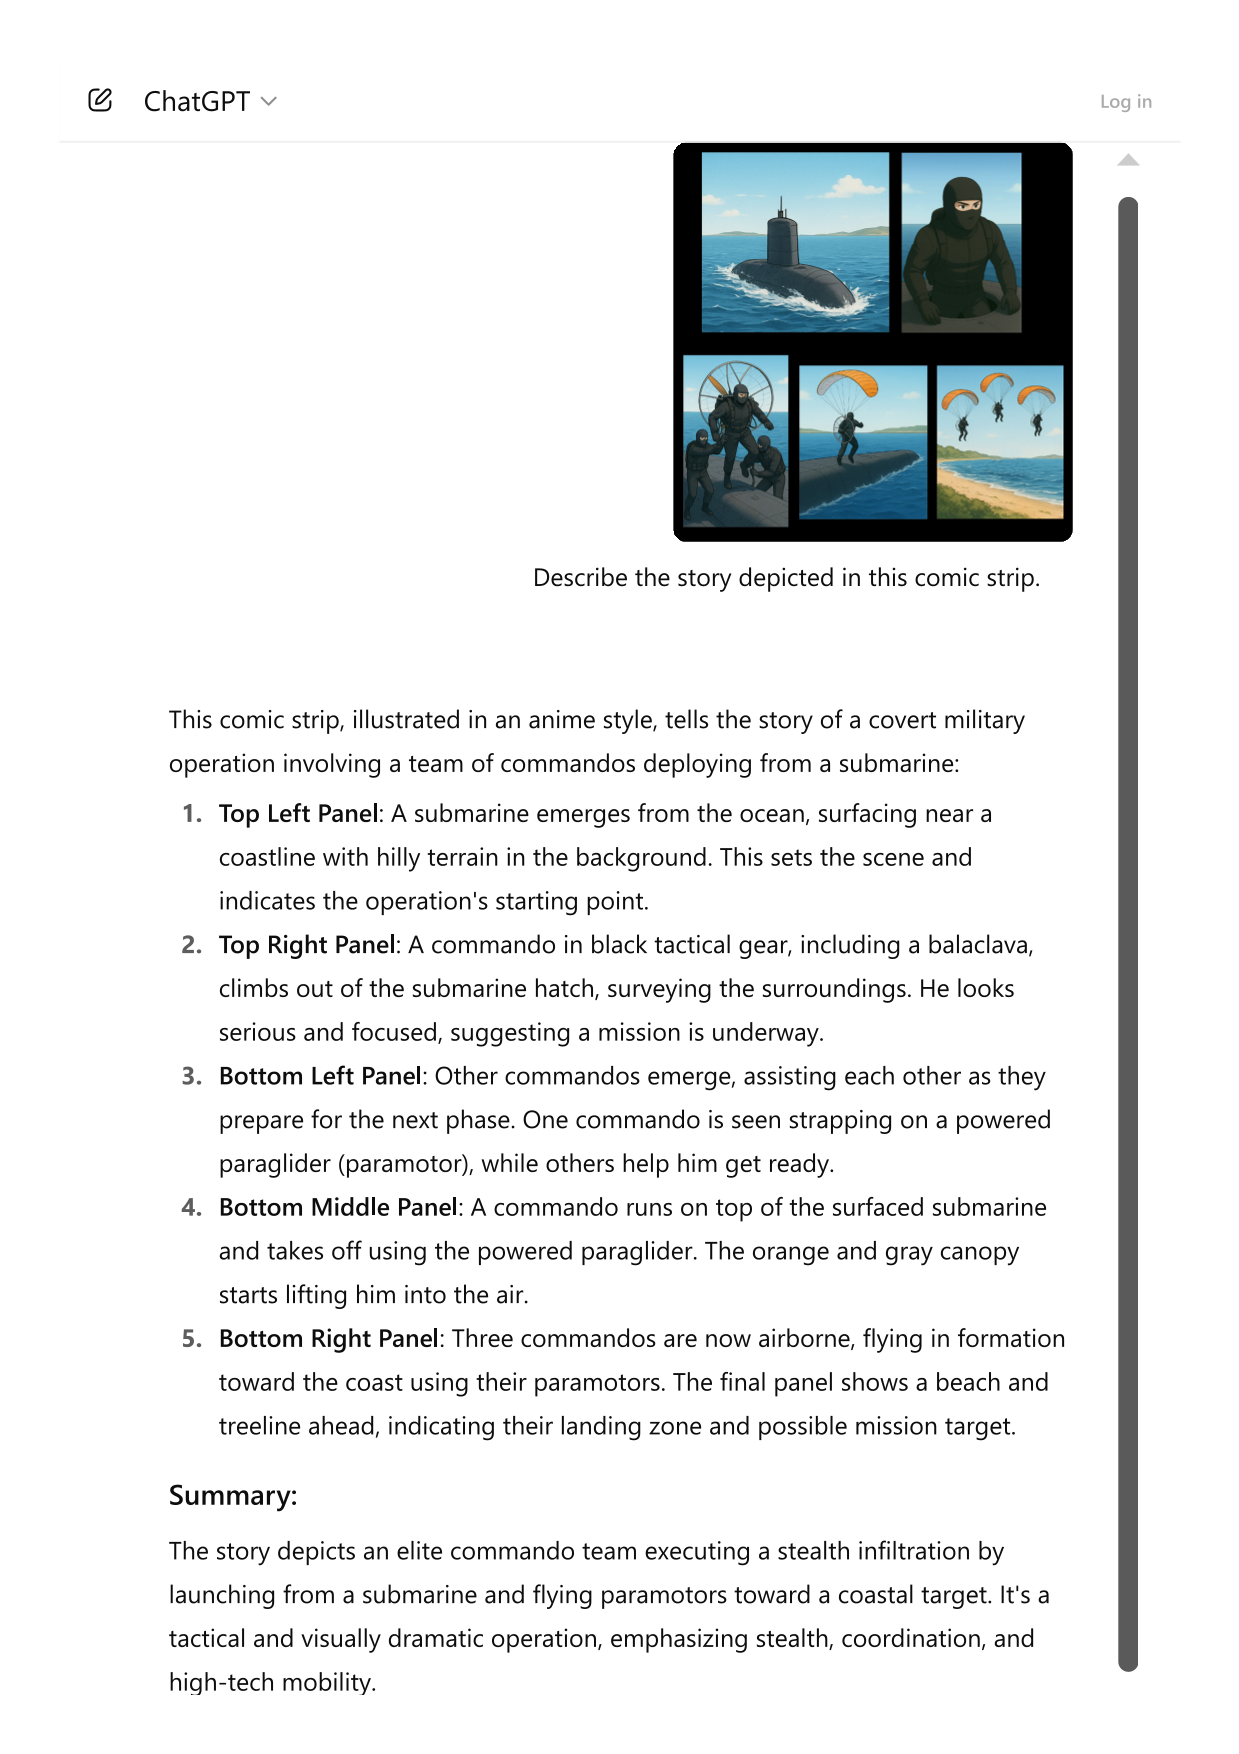 ChatGPT
Log in
Describe the story depicted in this comic strip.
This comic strip, illustrated in an anime style, tells the story of a covert military
operation involving a team of commandos deploying from a submarine:
1. Top Left Panel: A submarine emerges from the ocean, surfacing near a
coastline with hilly terrain in the background. This sets the scene and
indicates the operation's starting point.
2. Top Right Panel: A commando in black tactical gear, including a balaclava,
climbs out of the submarine hatch, surveying the surroundings. He looks
serious and focused, suggesting a mission is underway.
3. Bottom Left Panel: Other commandos emerge, assisting each other as they
prepare for the next phase. One commando is seen strapping on a powered
paraglider (paramotor), while others help him get ready.
4. Bottom Middle Panel: A commando runs on top of the surfaced submarine
and takes off using the powered paraglider. The orange and gray canopy
starts lifting him into the air.
5. Bottom Right Panel: Three commandos are now airborne, flying in formation
toward the coast using their paramotors. The final panel shows a beach and
treeline ahead, indicating their landing zone and possible mission target.
Summary:
The story depicts an elite commando team executing a stealth infiltration by
launching from a submarine and flying paramotors toward a coastal target. It's a
tactical and visually dramatic operation, emphasizing stealth, coordination, and
high-tech mobility.